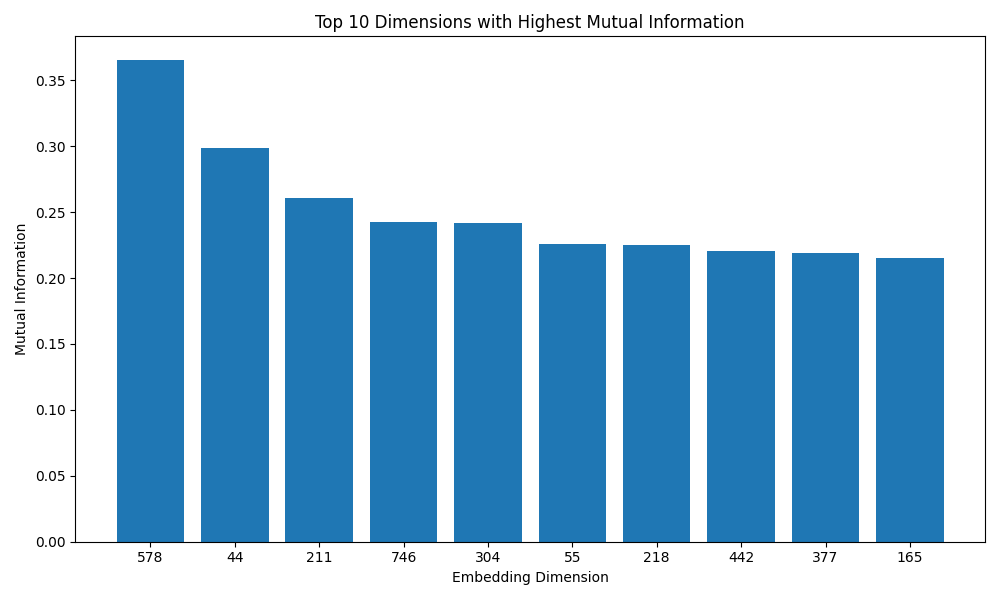 Top 10 Dimensions with Highest Mutual Information
Mutual Information
0.35
0.30
0.25
0.20
0.15
0.10
0.05
0.00
578 44 211 746 304 55 218 442 377 165
Embedding Dimension